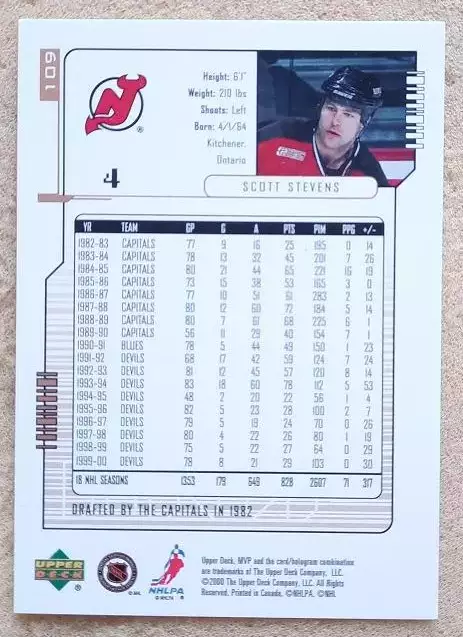 109
NJ
®
Height: 6'1"
Weight: 210 lbs
Shoots: Left
Born: 4/1/64
Kitchener,
Ontario
4
SCOTT STEVENS
YR TEAM GP G A PTS PIM PPG +/-
1982-83 CAPITALS 77 9 16 25 195 0 14
1983-84 CAPITALS 78 13 32 45 201 7 26
1984-85 CAPITALS 80 21 44 65 221 16 19
1985-86 CAPITALS 73 15 38 53 165 3 0
1986-87 CAPITALS 77 10 51 61 283 2 13
1987-88 CAPITALS 80 12 60 72 184 5 14
1988-89 CAPITALS 80 7 61 68 225 6 1
1989-90 CAPITALS 56 11 29 40 154 7 1
1990-91 BLUES 78 5 44 49 150 1 23
1991-92 DEVILS 68 17 42 59 124 7 24
1992-93 DEVILS 81 12 45 57 120 8 14
1993-94 DEVILS 83 18 60 78 112 5 53
1994-95 DEVILS 48 2 20 22 56 1 4
1995-96 DEVILS 82 5 23 28 100 2 7
1996-97 DEVILS 79 5 19 24 70 0 26
1997-98 DEVILS 80 4 22 26 80 1 19
1998-99 DEVILS 75 5 22 27 64 0 29
1999-00 DEVILS 78 8 21 29 103 0 30
18 NHL SEASONS 1353 179 649 828 2607 71 317
DRAFTED BY THE CAPITALS IN 1982
UPPER
DECK
®
NHL
NHLPA
Upper Deck, MVP and the card/hologram combination
are trademarks of The Upper Deck Company, LLC.
©2000 The Upper Deck Company, LLC. All Rights
Reserved. Printed in Canada. ©NHLPA. ©NHL